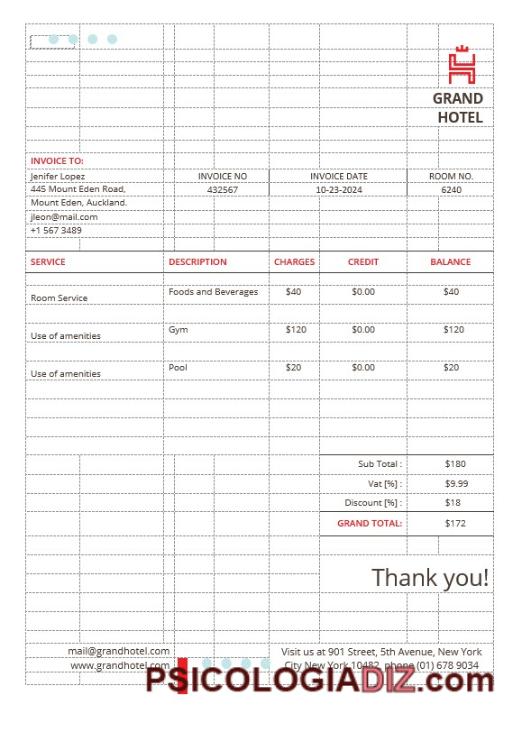 GRAND
HOTEL
INVOICE TO:
Jenifer Lopez
INVOICE NO
INVOICE DATE
ROOM NO.
445 Mount Eden Road,
432567
10-23-2024
6240
Mount Eden, Auckland.
jleon@mail.com
+1 567 3489
SERVICE
DESCRIPTION
CHARGES
CREDIT
BALANCE
Room Service
Foods and Beverages
$40
$0.00
$40
Use of amenities
Gym
$120
$0.00
$120
Use of amenities
Pool
$20
$0.00
$20
Sub Total :
$180
Vat [%] :
$9.99
Discount [%] :
$18
GRAND TOTAL:
$172
Thank you!
mail@grandhotel.com
www.grandhotel.com
Visit us at 901 Street, 5th Avenue, New York
City New York 10482, phone (01) 678 9034
PSICOLOGIADIZ.com